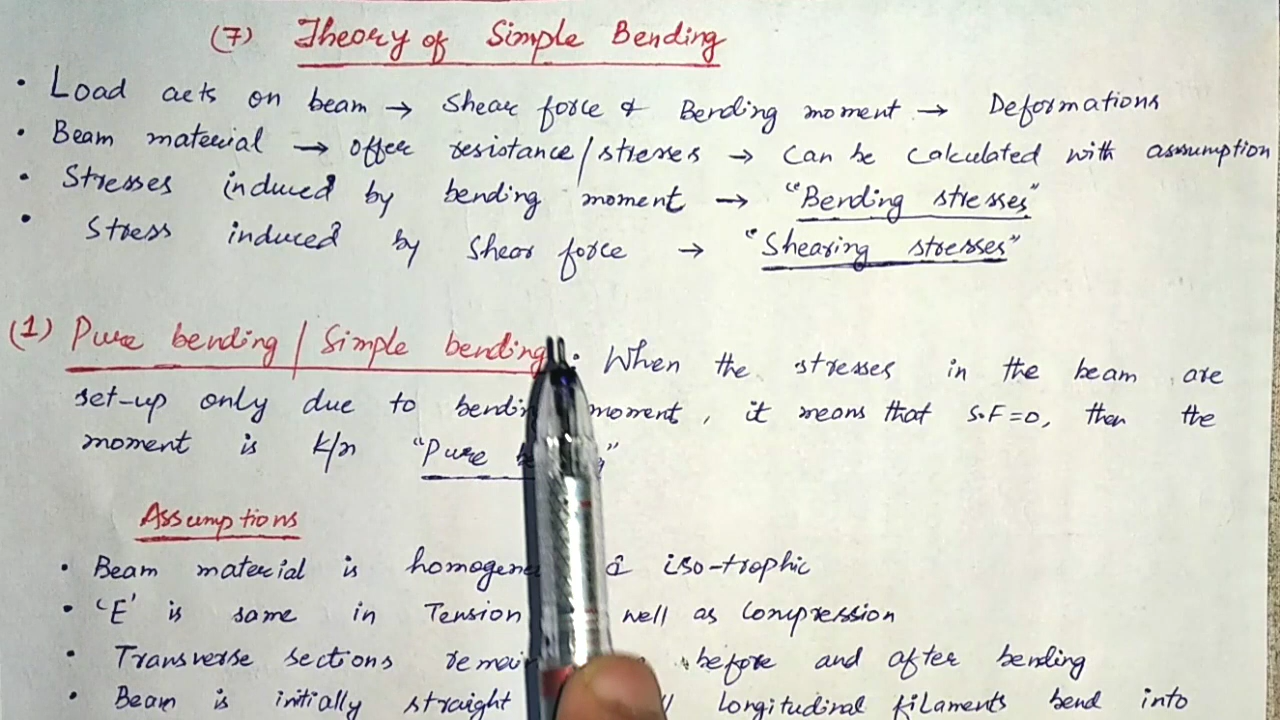 (7) Theory of Simple Bending
• Load acts on beam → Shear force & Bending moment → Deformations
• Beam material → offer resistance/stresses → Can be calculated with assumption
• Stresses induced by bending moment → "Bending stresses"
• Stress induced by Shear force → "Shearing stresses"
(1) Pure bending / Simple bending : When the stresses in the beam are
set-up only due to bendin moment, it means that S.F=0, then the
moment is k/n "Pure
Assumptions
• Beam material is homogene & iso-trophic
• 'E' is same in Tension well as Compression
• Transverse sections remai before and after bending
• Beam is initially straight longitudinal filaments bend into